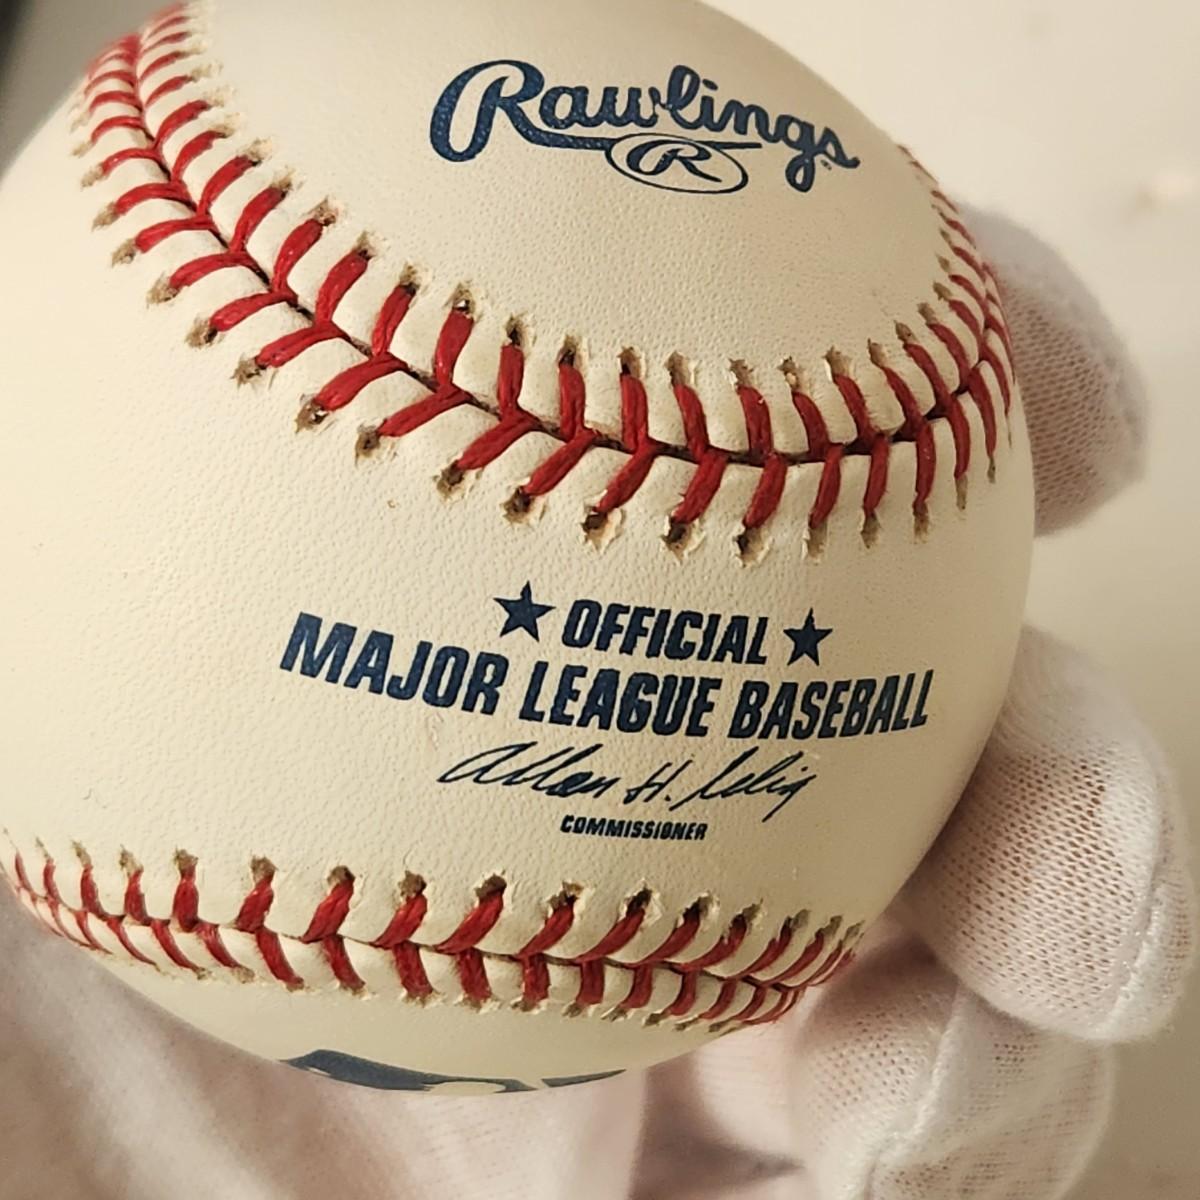 Rawlings
R
★ OFFICIAL ★
MAJOR LEAGUE BASEBALL
Allan H. Selig
COMMISSIONER